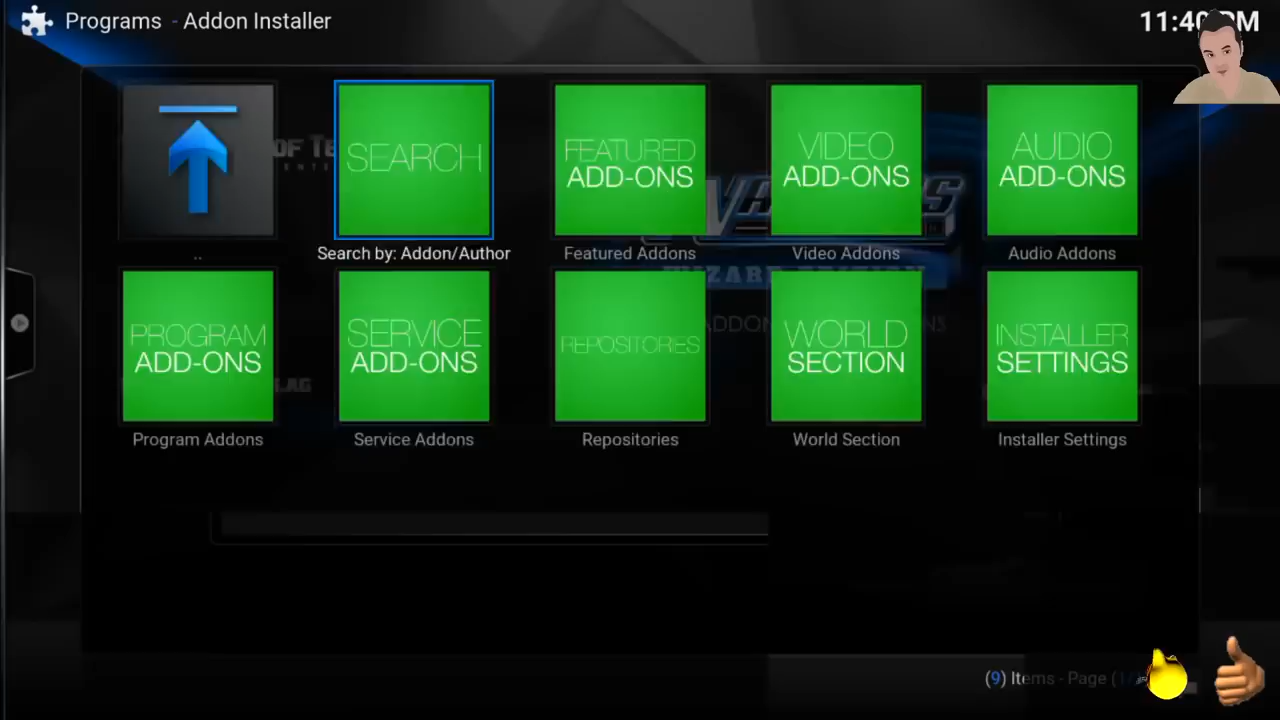 Programs - Addon Installer
SEARCH
FEATURED
ADD-ONS
VIDEO
ADD-ONS
AUDIO
ADD-ONS
..
Search by: Addon/Author
Featured Addons
Video Addons
Audio Addons
PROGRAM
ADD-ONS
SERVICE
ADD-ONS
REPOSITORIES
WORLD
SECTION
INSTALLER
SETTINGS
Program Addons
Service Addons
Repositories
World Section
Installer Settings
(9) Items - Page